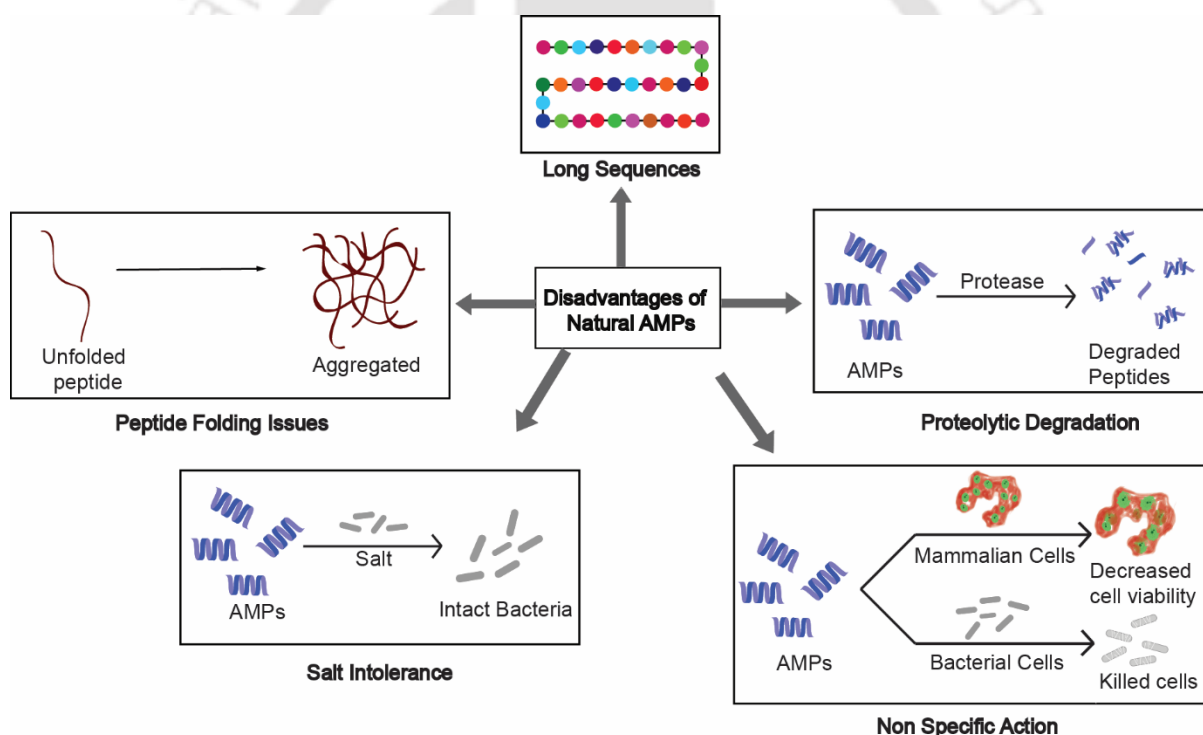 Long Sequences
Disadvantages of
Natural AMPs
Unfolded
peptide
Aggregated
Peptide Folding Issues
AMPs
Protease
Degraded
Peptides
Proteolytic Degradation
AMPs
Salt
Intact Bacteria
Salt Intolerance
AMPs
Mammalian Cells
Decreased
cell viability
Bacterial Cells
Killed cells
Non Specific Action